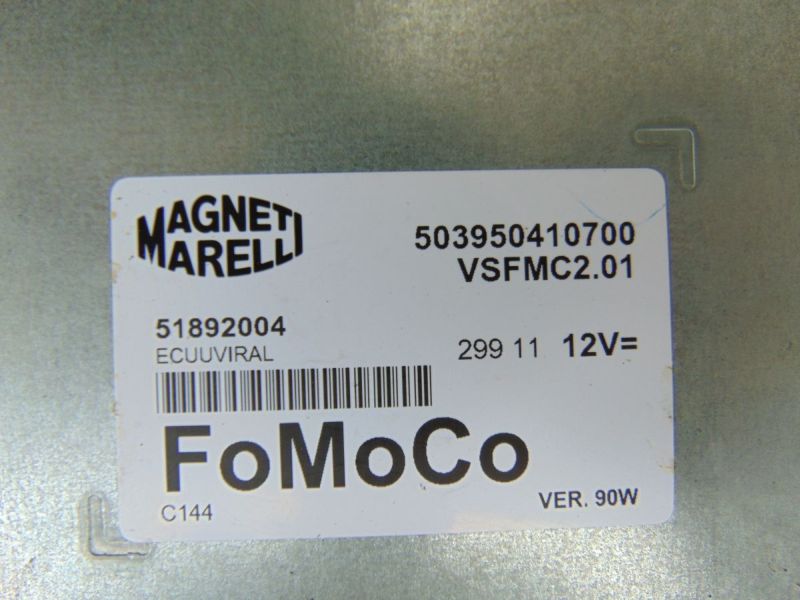 MAGNETI
MARELLI
503950410700
VSFMC2.01
51892004
ECUUVIRAL
299 11 12V=
FoMoCo
C144
VER. 90W